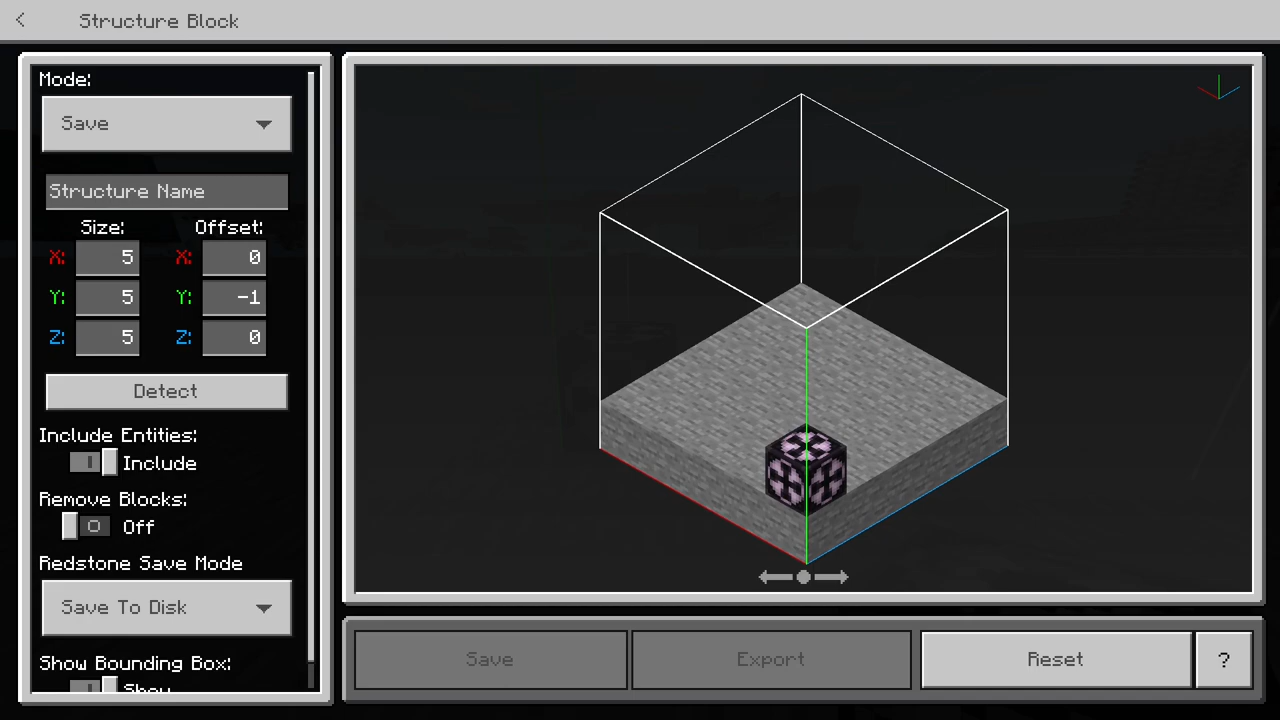 Structure Block
Mode:
Save
Structure Name
Size: Offset:
X: 5 X: 0
Y: 5 Y: -1
Z: 5 Z: 0
Detect
Include Entities:
Include
Remove Blocks:
Off
Redstone Save Mode
Save To Disk
Show Bounding Box:
Show
Save Export Reset ?